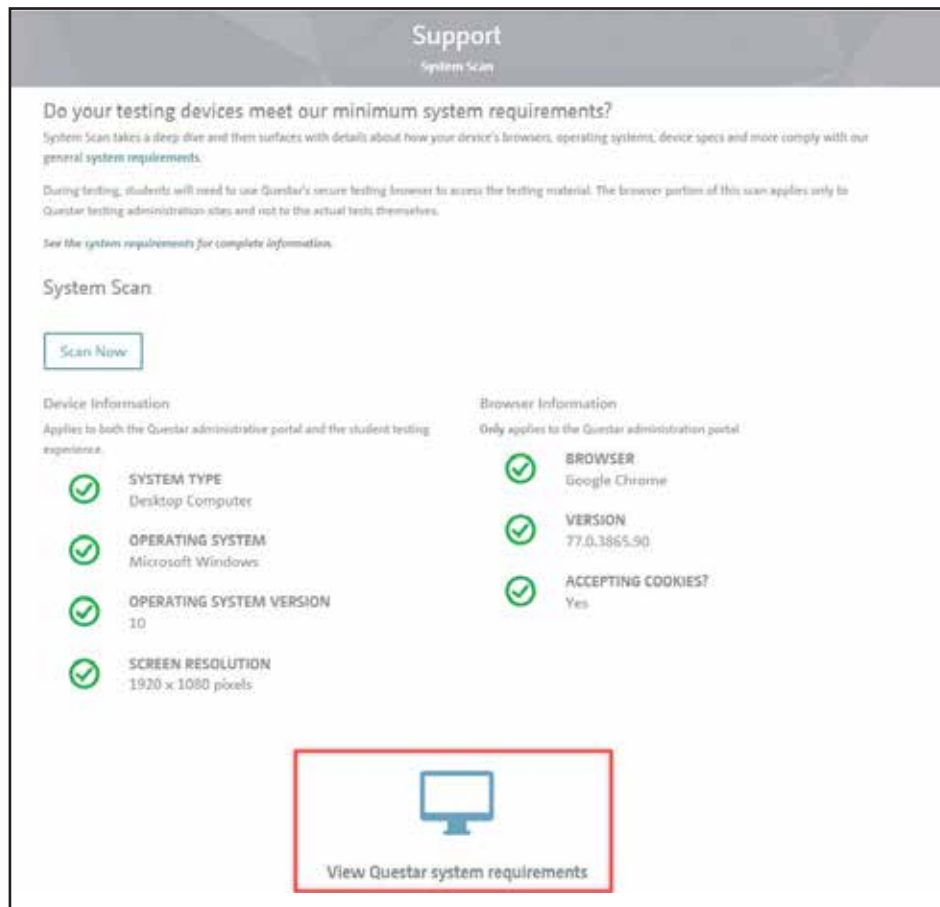 Support
System Scan
Do your testing devices meet our minimum system requirements?
System Scan takes a deep dive and then surfaces with details about how your device's browsers, operating systems, device specs and more comply with our
general system requirements.
During testing, students will need to use Questar's secure testing browser to access the testing material. The browser portion of this scan applies only to
Questar testing administration sites and not to the actual tests themselves.
See the system requirements for complete information.
System Scan
Scan Now
Device Information
Applies to both the Questar administrative portal and the student testing
experience.
SYSTEM TYPE
Desktop Computer
OPERATING SYSTEM
Microsoft Windows
OPERATING SYSTEM VERSION
10
SCREEN RESOLUTION
1920 x 1080 pixels
Browser Information
Only applies to the Questar administration portal
BROWSER
Google Chrome
VERSION
77.0.3865.90
ACCEPTING COOKIES?
Yes
View Questar system requirements